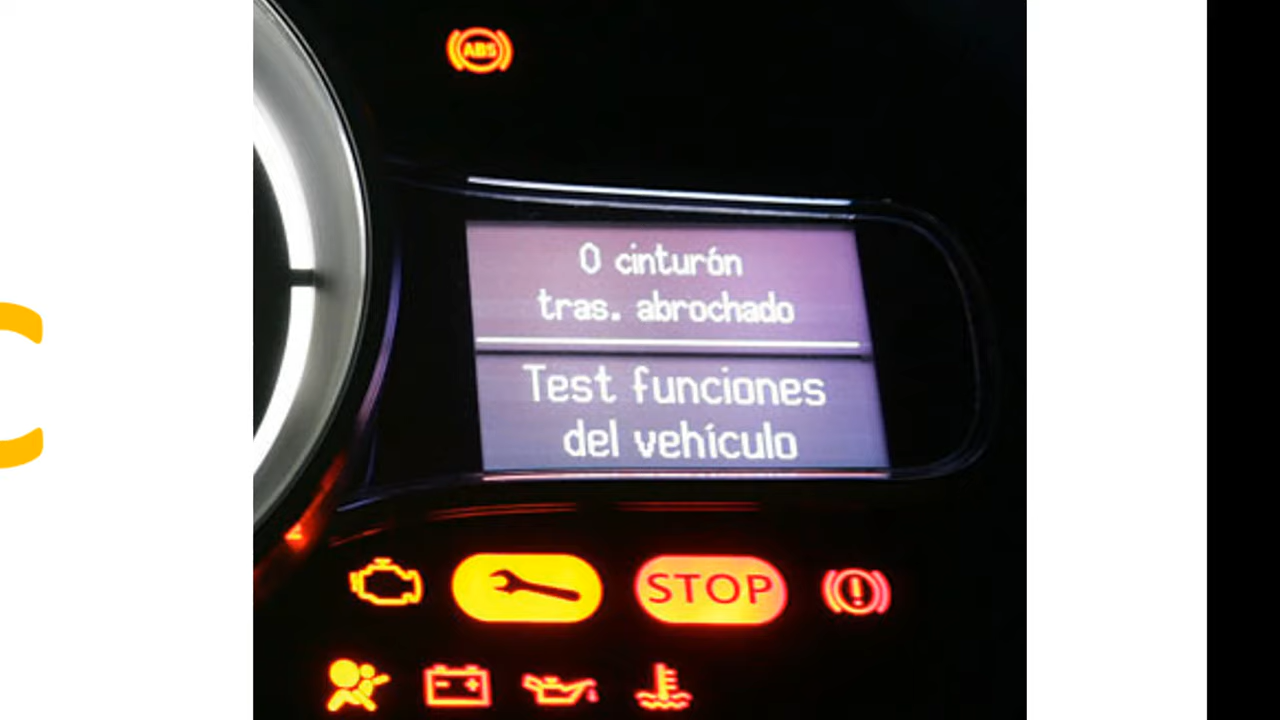 ABS
0 cinturón
tras. abrochado
Test funciones
del vehículo
STOP